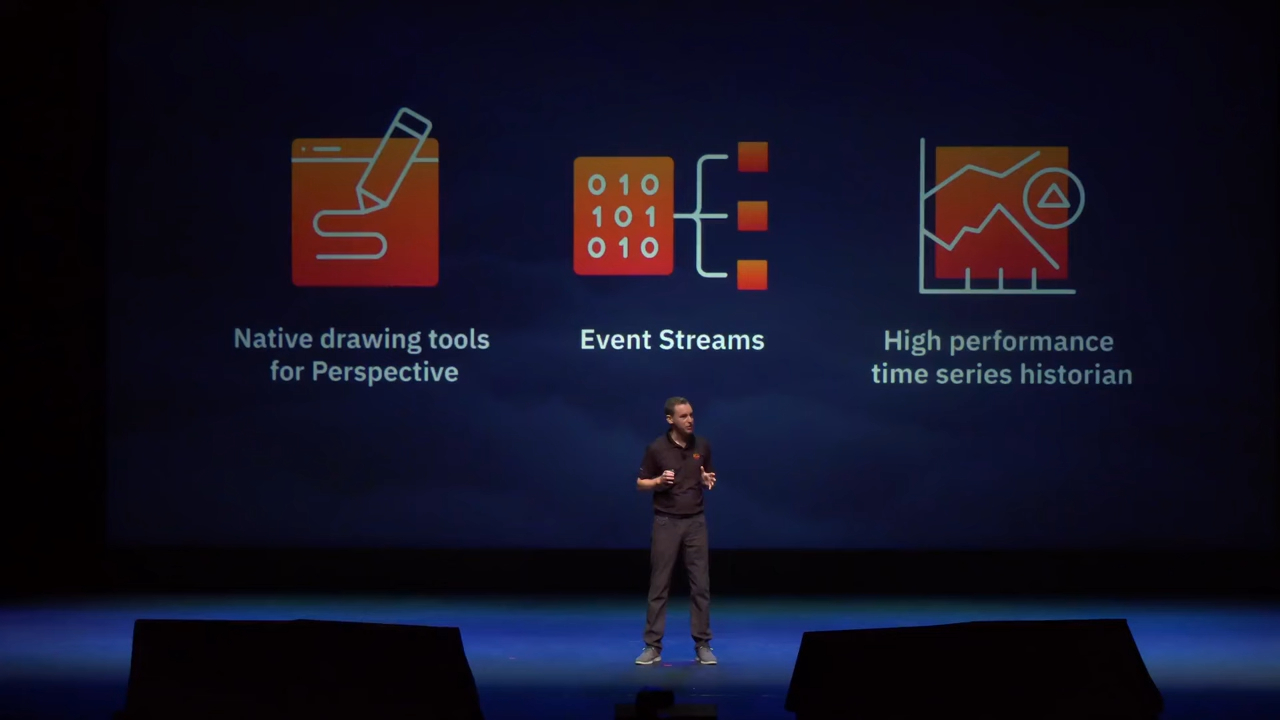 010
101
010
Native drawing tools
for Perspective
Event Streams
High performance
time series historian